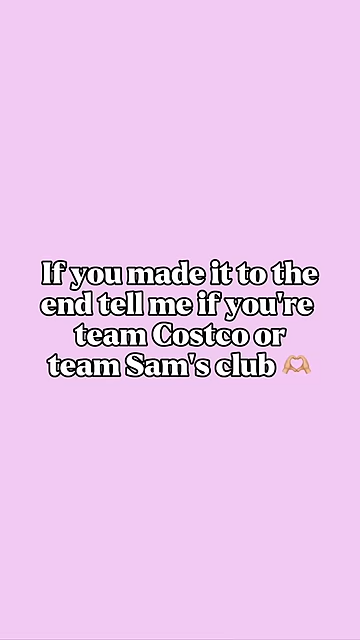 If you made it to the
end tell me if you're
team Costco or
team Sam's club 🫶🏼